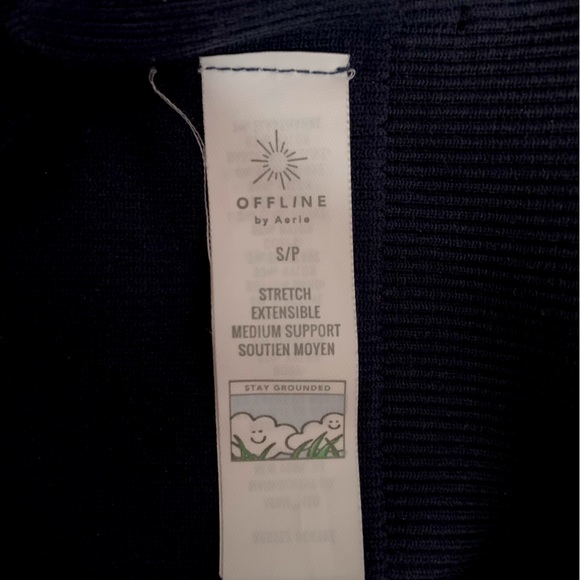 OFFLINE
by Aerie
S/P
STRETCH
EXTENSIBLE
MEDIUM SUPPORT
SOUTIEN MOYEN
STAY GROUNDED